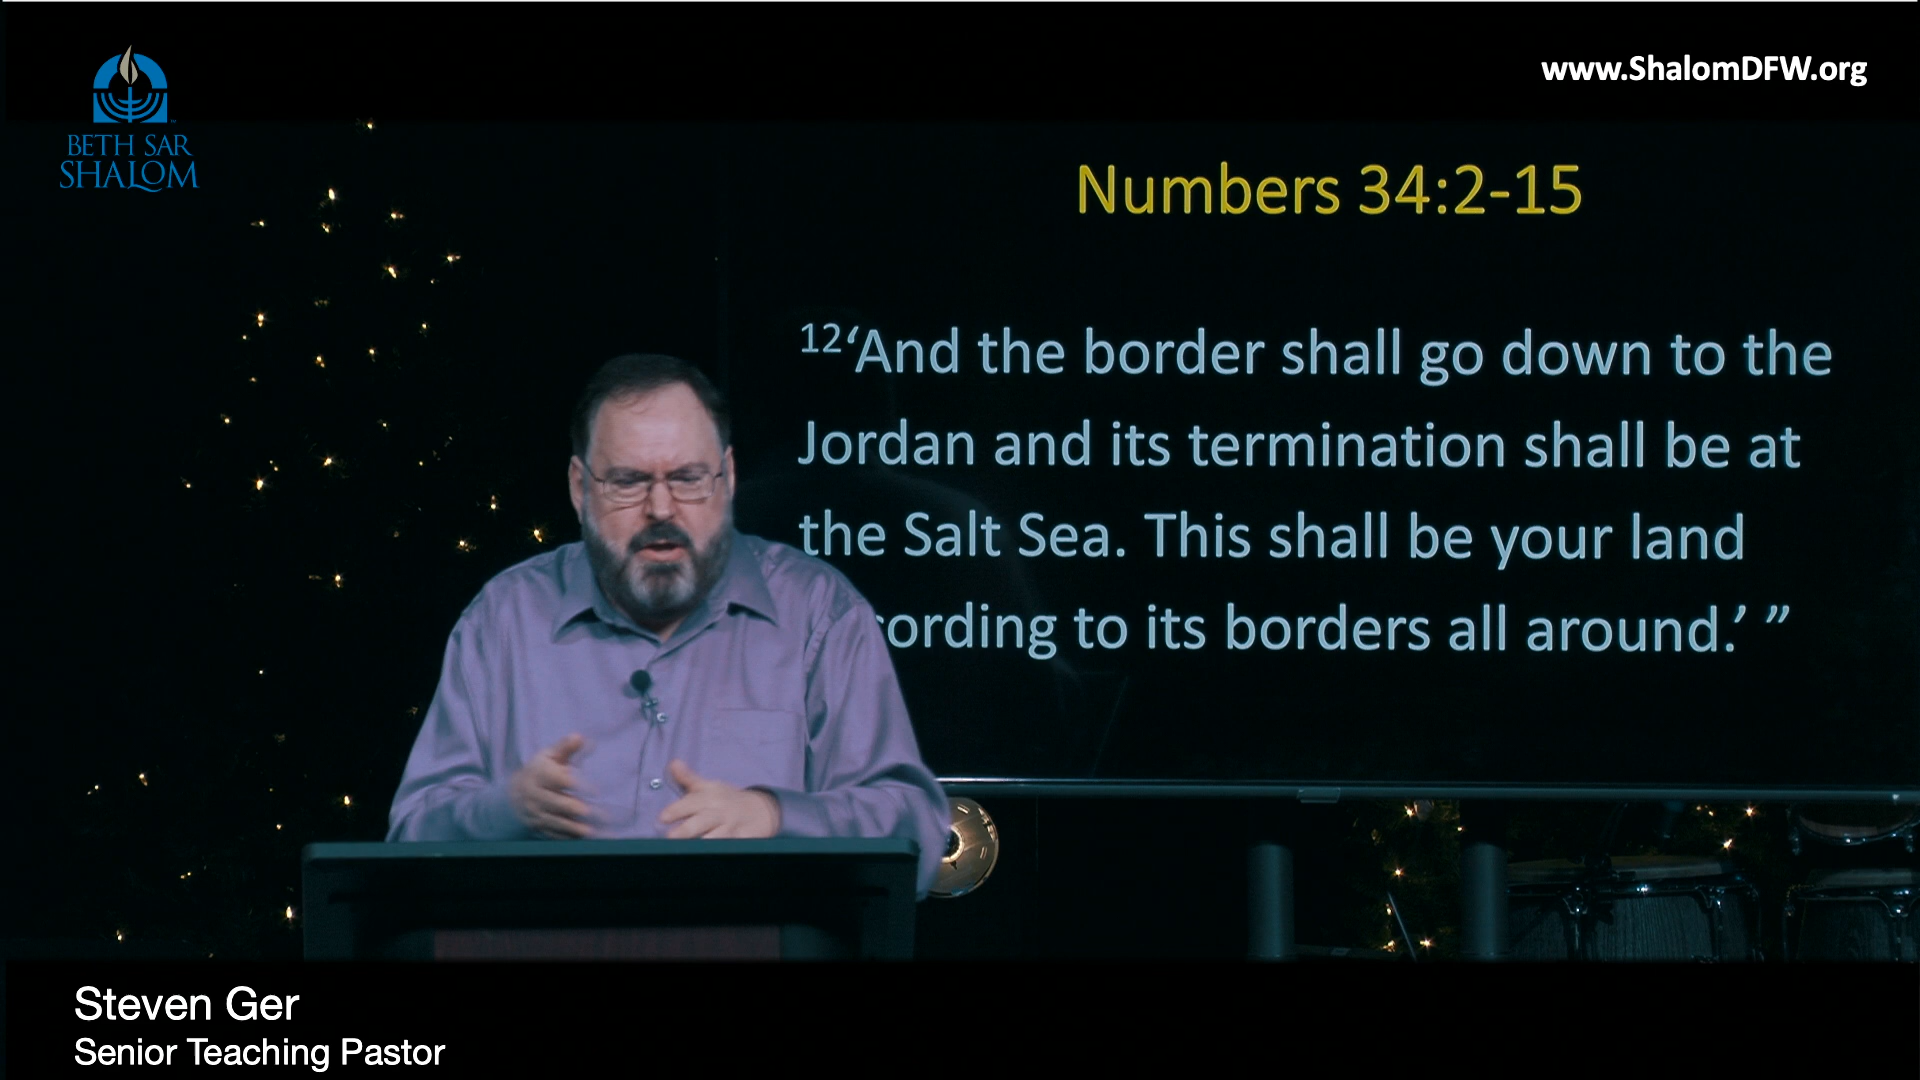 BETH SAR
SHALOM
www.ShalomDFW.org
Numbers 34:2-15
12‘And the border shall go down to the
Jordan and its termination shall be at
the Salt Sea. This shall be your land
to its borders all around.’ ”
Steven Ger
Senior Teaching Pastor